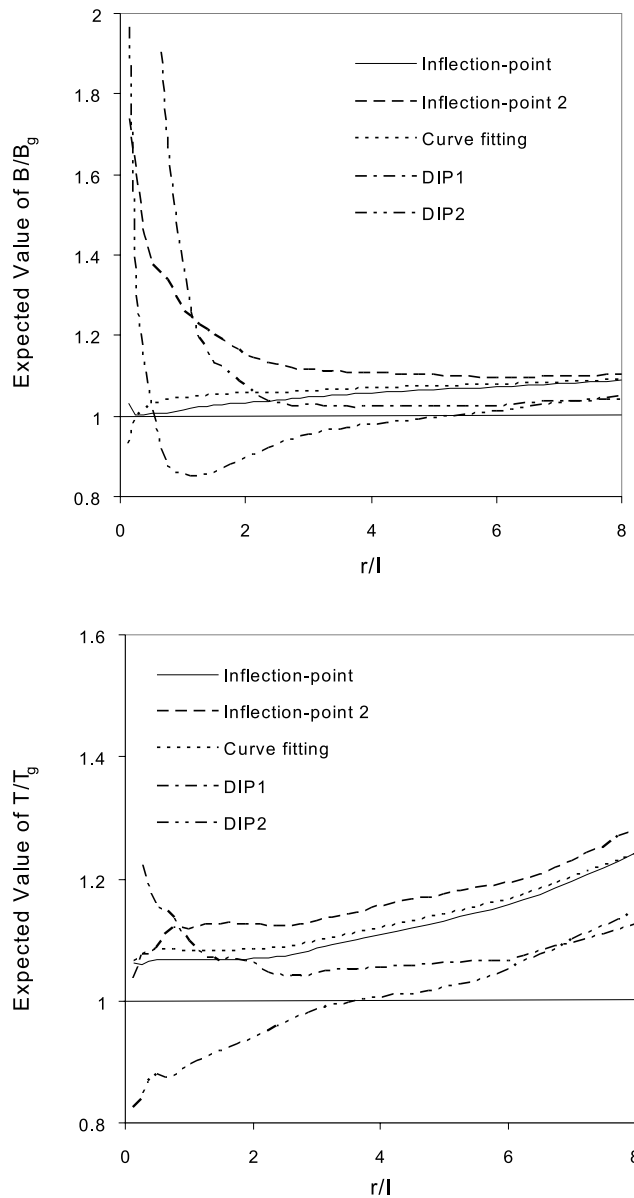 2
1.8
1.6
1.4
1.2
1
0.8
Expected Value of B/Bg
Inflection-point
Inflection-point 2
Curve fitting
DIP1
DIP2
0 2 4 6 8
r/l
1.6
1.4
1.2
1
0.8
Expected Value of T/Tg
Inflection-point
Inflection-point 2
Curve fitting
DIP1
DIP2
0 2 4 6 8
r/l